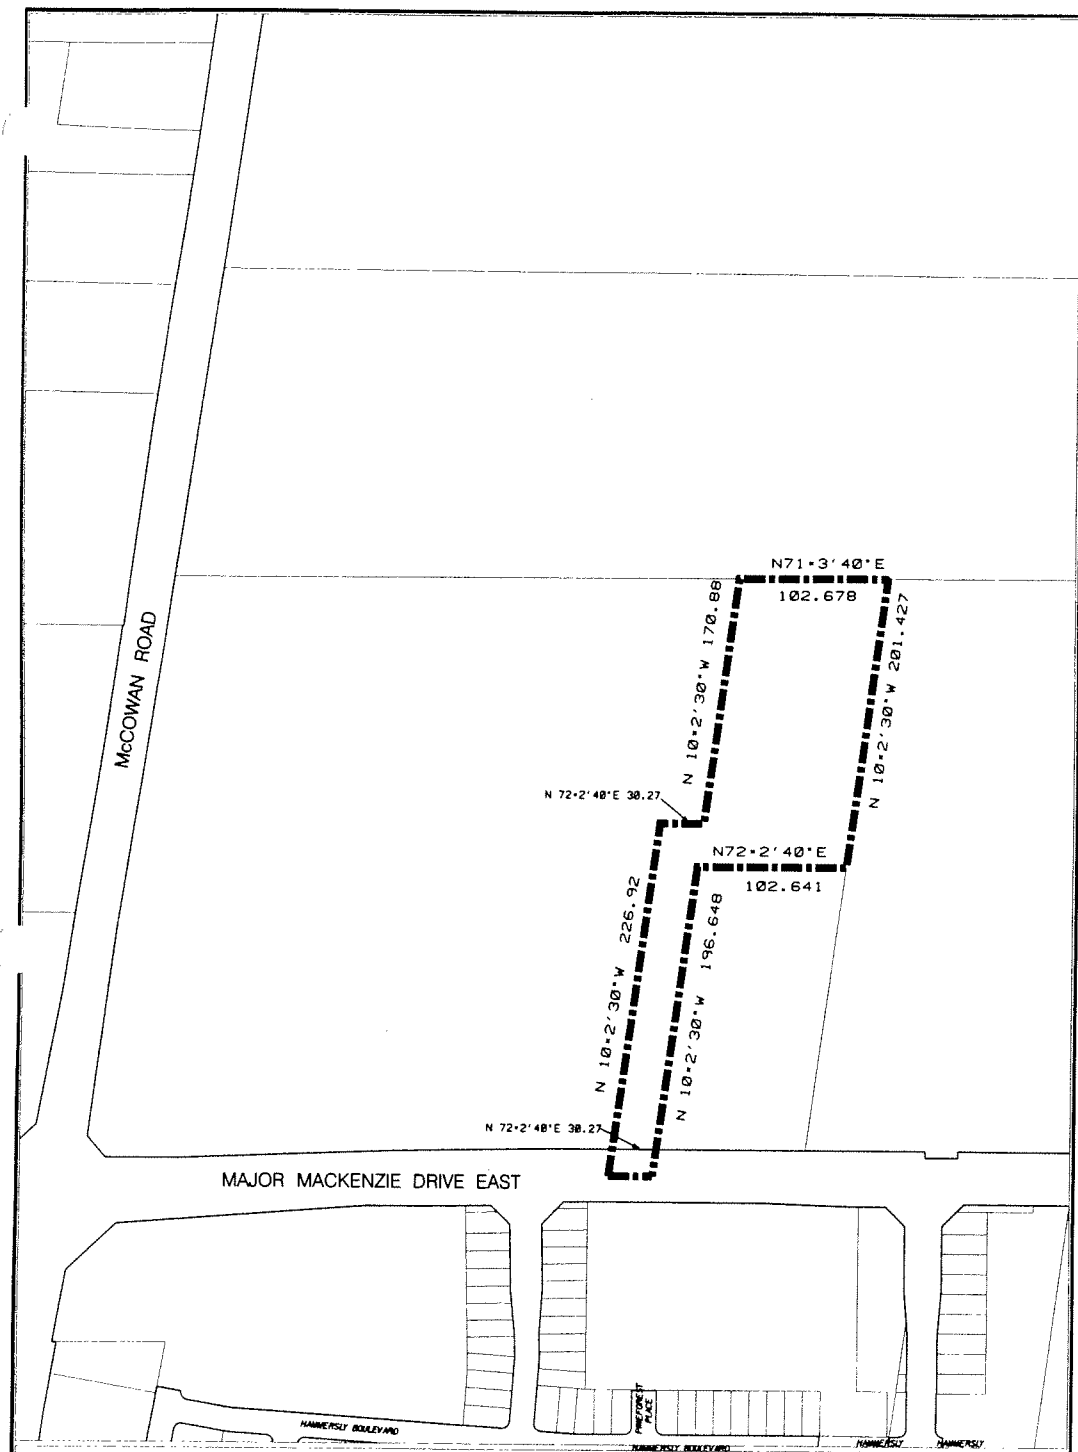 N71•3'40"E
102.678
N 10•2'30"W 170.88
N 10•2'30"W 201.427
McCOWAN ROAD
N 72•2'40"E 30.27
N72•2'40"E
102.641
N 10•2'30"W 226.92
N 10•2'30"W 196.648
N 72•2'40"E 30.27
MAJOR MACKENZIE DRIVE EAST
PINEFOREST
PLACE
HAMMERSLY BOULEVARD
HAMMERSLY BOULEVARD
HAMMERSLY
HAMMERSLY